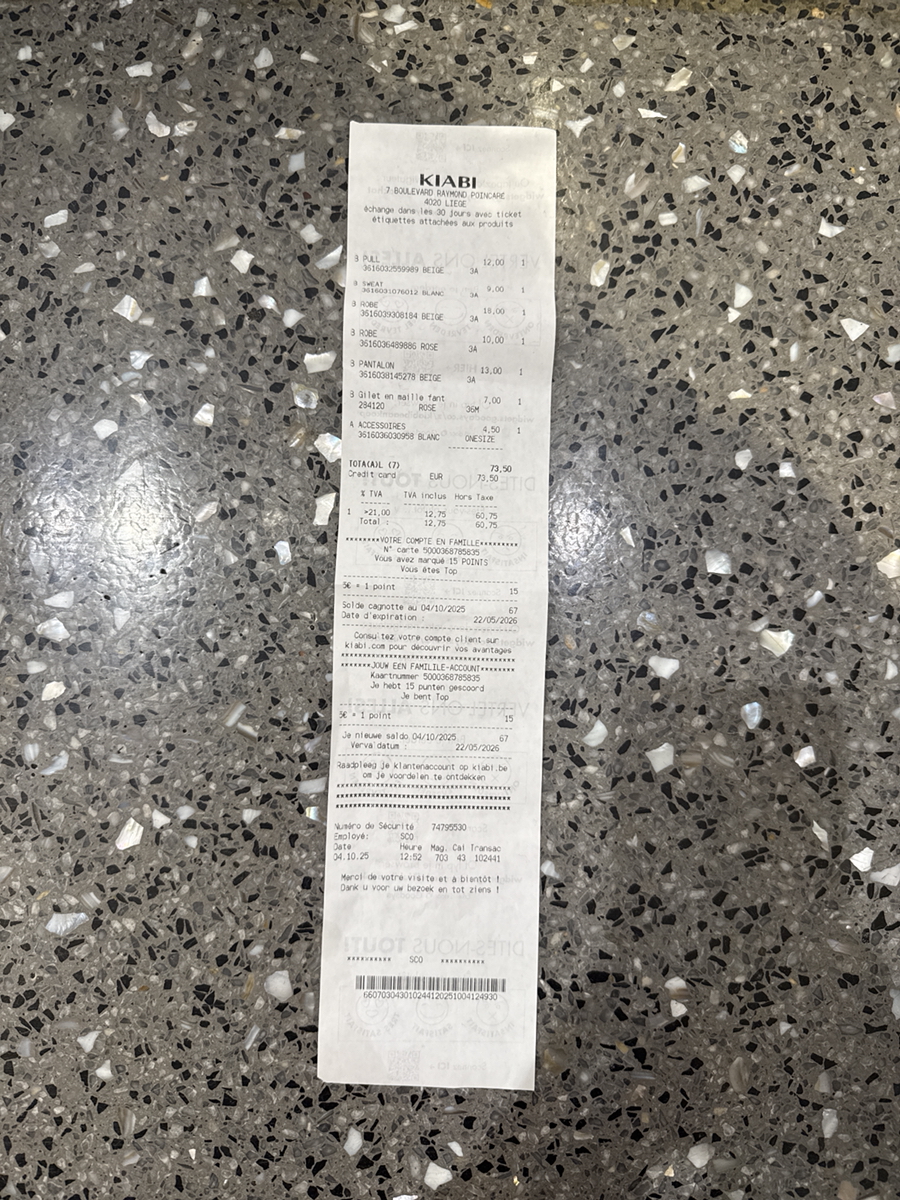 KIABI
7 BOULEVARD RAYMOND POINCARE
4020 LIEGE
échange dans les 30 jours avec ticket
étiquettes attachées aux produits
B PULL 12,00 1
3616032559989 BEIGE 3A
B SWEAT 9,00 1
3616031076012 BLANC 3A
B ROBE 18,00 1
3616039308184 BEIGE 3A
B ROBE 10,00 1
3616036489886 ROSE 3A
B PANTALON 13,00 1
3616038145278 BEIGE 3A
B Gilet en maille fant 7,00 1
284120 ROSE 36M
A ACCESSOIRES 4,50 1
3616036030958 BLANC ONESIZE
----------
TOTA(A)L (7) 73,50
Credit card EUR 73,50
% TVA TVA inclus Hors Taxe
1 >21,00 12,75 60,75
Total : 12,75 60,75
********VOTRE COMPTE EN FAMILLE*********
N° carte 5000368785835
Vous avez marqué 15 POINTS
Vous êtes Top
5€ = 1 point 15
Solde cagnotte au 04/10/2025 67
Date d'expiration : 22/05/2026
Consultez votre compte client sur
kiabi.com pour découvrir vos avantages
*******JOUW EEN FAMILILE-ACCOUNT********
Kaartnummer 5000368785835
Je hebt 15 punten gescoord
Je bent Top
5€ = 1 point 15
Je nieuwe saldo 04/10/2025 67
Vervaldatum : 22/05/2026
Raadpleeg je klantenaccount op kiabi.be
om je voordelen te ontdekken
Numéro de Sécurité 74795530
Employé: SCO
Date Heure Mag. Cai Transac
04.10.25 12:52 703 43 102441
Merci de votre visite et à bientôt !
Dank u voor uw bezoek en tot ziens !
DITES-NOUS TOUT!
********** SCO **********
660703043010244120251004124930